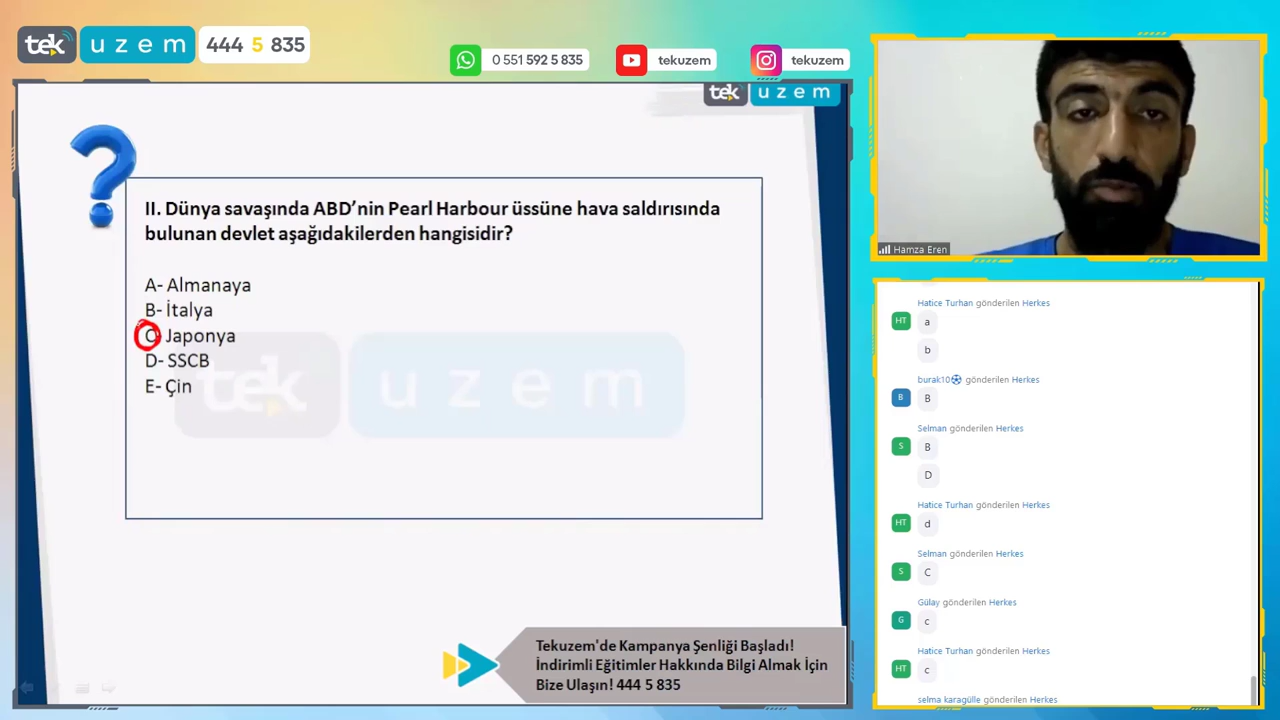 tek uzem 444 5 835
0 551 592 5 835
tekuzem
tekuzem
tek uzem
II. Dünya savaşında ABD’nin Pearl Harbour üssüne hava saldırısında
bulunan devlet aşağıdakilerden hangisidir?
A- Almanaya
B- İtalya
C- Japonya
D- SSCB
E- Çin
tek uzem
Tekuzem'de Kampanya Şenliği Başladı!
İndirimli Eğitimler Hakkında Bilgi Almak İçin
Bize Ulaşın! 444 5 835
Hamza Eren
Hatice Turhan gönderilen Herkes
HT a
b
burak10⚽ gönderilen Herkes
B B
Selman gönderilen Herkes
S B
D
Hatice Turhan gönderilen Herkes
HT d
Selman gönderilen Herkes
S C
Gülay gönderilen Herkes
G c
Hatice Turhan gönderilen Herkes
HT c
selma karagülle gönderilen Herkes